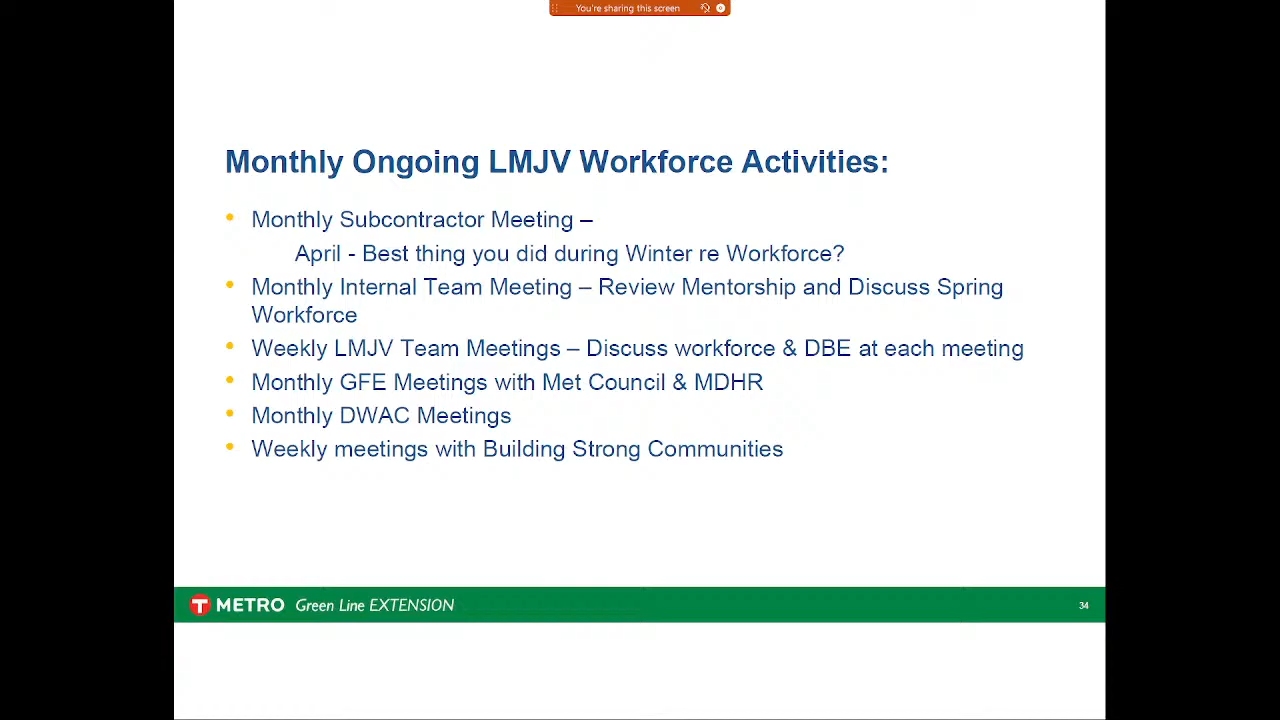 You're sharing this screen
Monthly Ongoing LMJV Workforce Activities:
• Monthly Subcontractor Meeting –
April - Best thing you did during Winter re Workforce?
• Monthly Internal Team Meeting – Review Mentorship and Discuss Spring
Workforce
• Weekly LMJV Team Meetings – Discuss workforce & DBE at each meeting
• Monthly GFE Meetings with Met Council & MDHR
• Monthly DWAC Meetings
• Weekly meetings with Building Strong Communities
T METRO Green Line EXTENSION
34